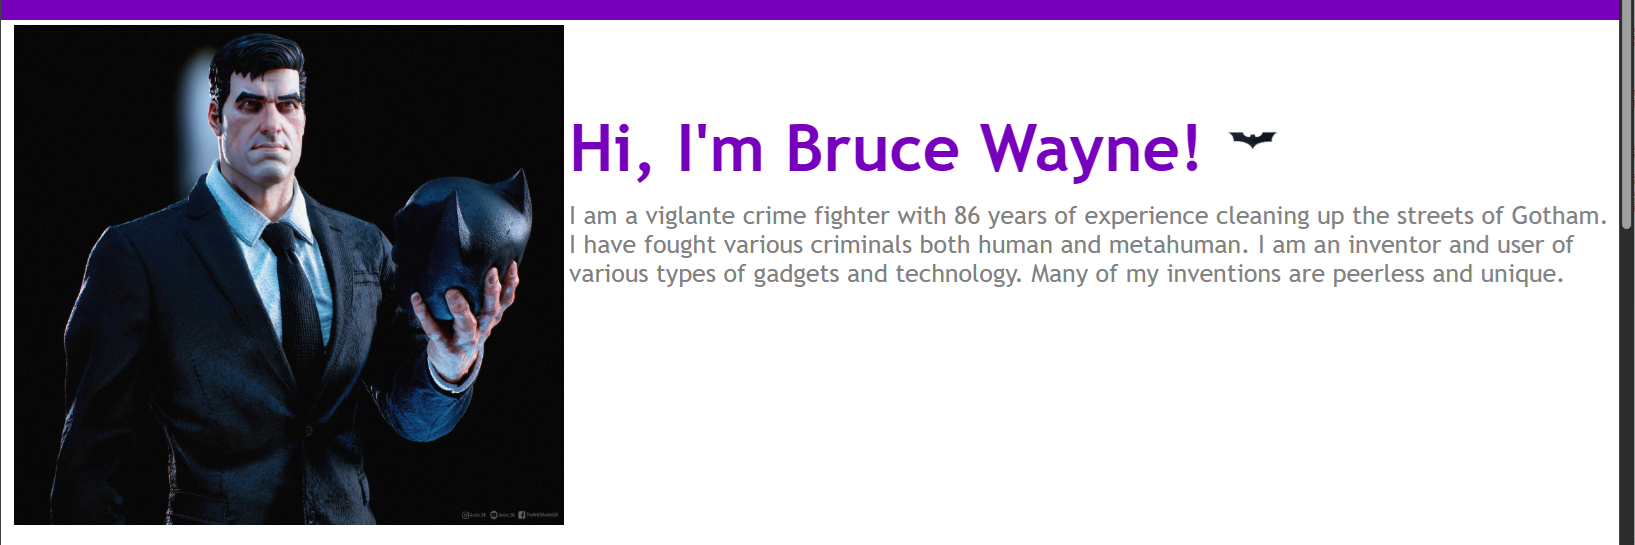 Hi, I'm Bruce Wayne!
I am a viglante crime fighter with 86 years of experience cleaning up the streets of Gotham.
I have fought various criminals both human and metahuman. I am an inventor and user of
various types of gadgets and technology. Many of my inventions are peerless and unique.